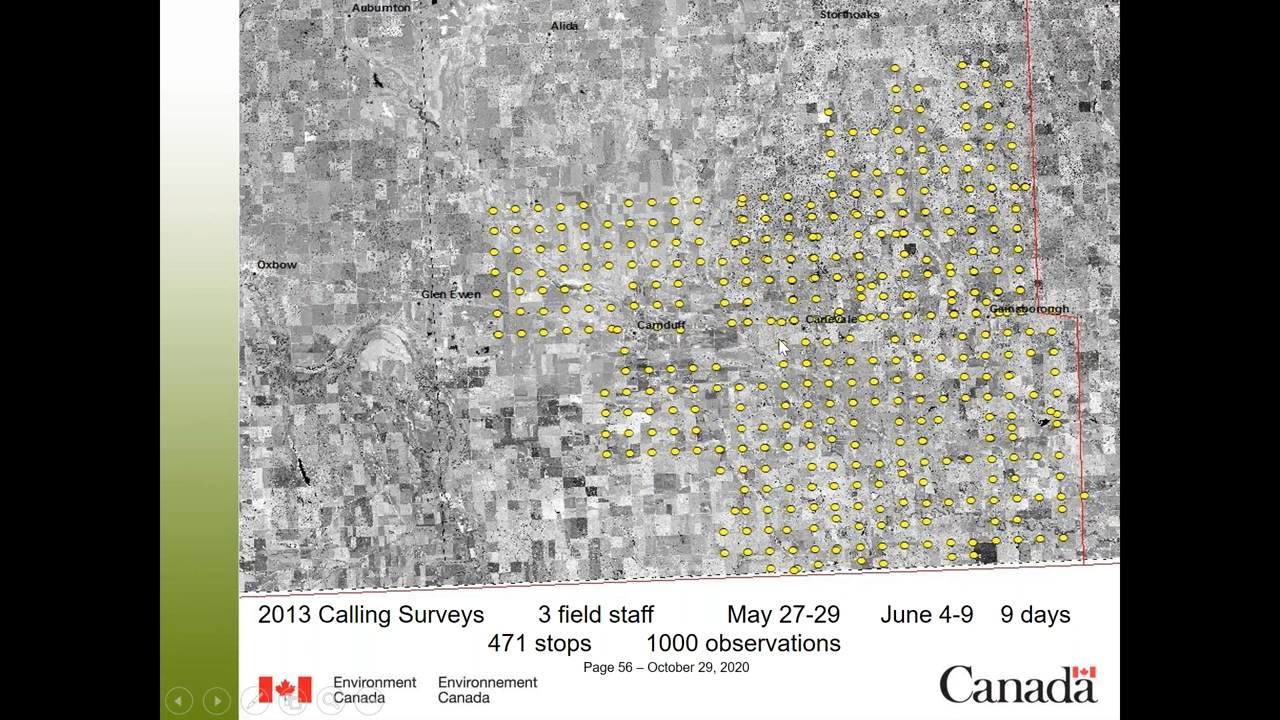 Auburnton
Alida
Storthoaks
Oxbow
Glen Ewen
Carnduff
Carievale
Gainsborough
2013 Calling Surveys 3 field staff May 27-29 June 4-9 9 days
471 stops 1000 observations
Page 56 – October 29, 2020
Environment Environnement
Canada Canada
Canada